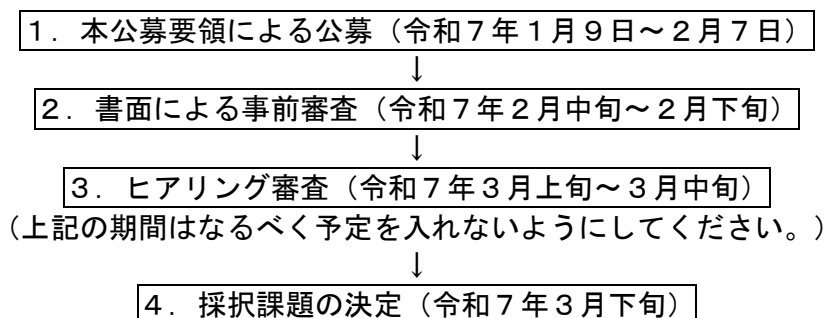 １．本公募要領による公募（令和７年１月９日～２月７日）
↓
２．書面による事前審査（令和７年２月中旬～２月下旬）
↓
３．ヒアリング審査（令和７年３月上旬～３月中旬）
（上記の期間はなるべく予定を入れないようにしてください。）
↓
４．採択課題の決定（令和７年３月下旬）